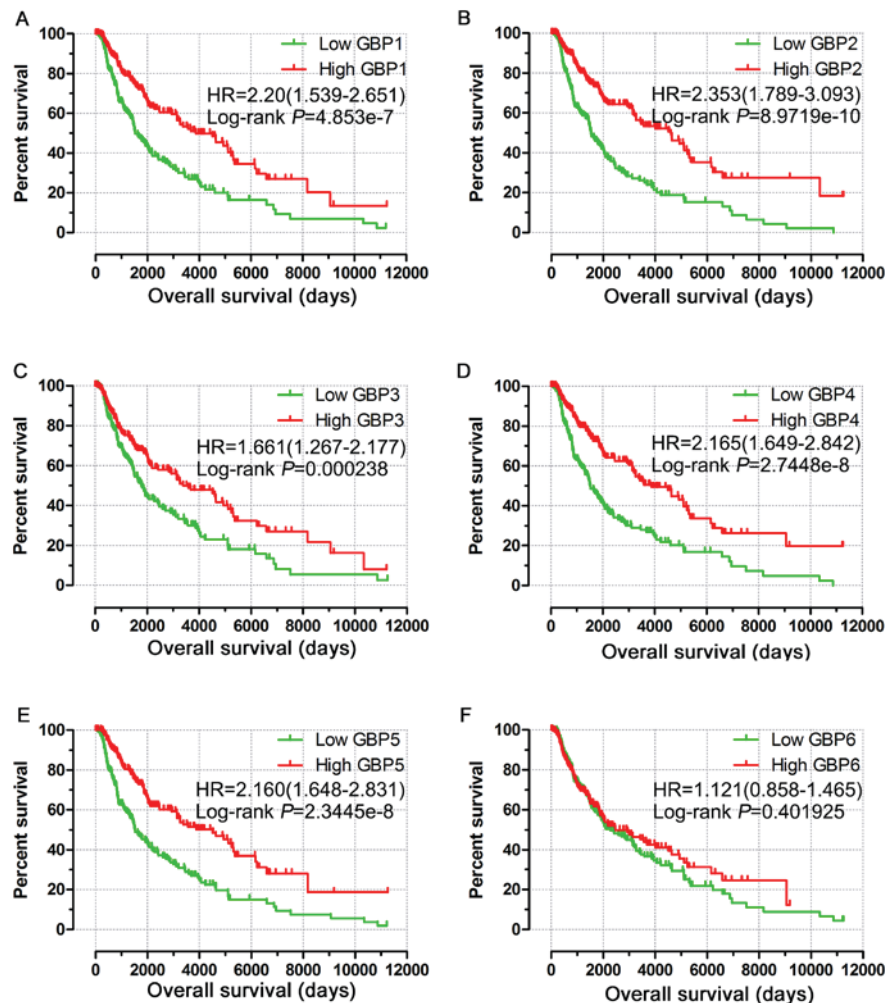 A
Low GBP1
High GBP1
HR=2.20(1.539-2.651)
Log-rank P=4.853e-7
Percent survival
100
80
60
40
20
0
0 2000 4000 6000 8000 10000 12000
Overall survival (days)
B
Low GBP2
High GBP2
HR=2.353(1.789-3.093)
Log-rank P=8.9719e-10
Percent survival
100
80
60
40
20
0
0 2000 4000 6000 8000 10000 12000
Overall survival (days)
C
Low GBP3
High GBP3
HR=1.661(1.267-2.177)
Log-rank P=0.000238
Percent survival
100
80
60
40
20
0
0 2000 4000 6000 8000 10000 12000
Overall survival (days)
D
Low GBP4
High GBP4
HR=2.165(1.649-2.842)
Log-rank P=2.7448e-8
Percent survival
100
80
60
40
20
0
0 2000 4000 6000 8000 10000 12000
Overall survival (days)
E
Low GBP5
High GBP5
HR=2.160(1.648-2.831)
Log-rank P=2.3445e-8
Percent survival
100
80
60
40
20
0
0 2000 4000 6000 8000 10000 12000
Overall survival (days)
F
Low GBP6
High GBP6
HR=1.121(0.858-1.465)
Log-rank P=0.401925
Percent survival
100
80
60
40
20
0
0 2000 4000 6000 8000 10000 12000
Overall survival (days)